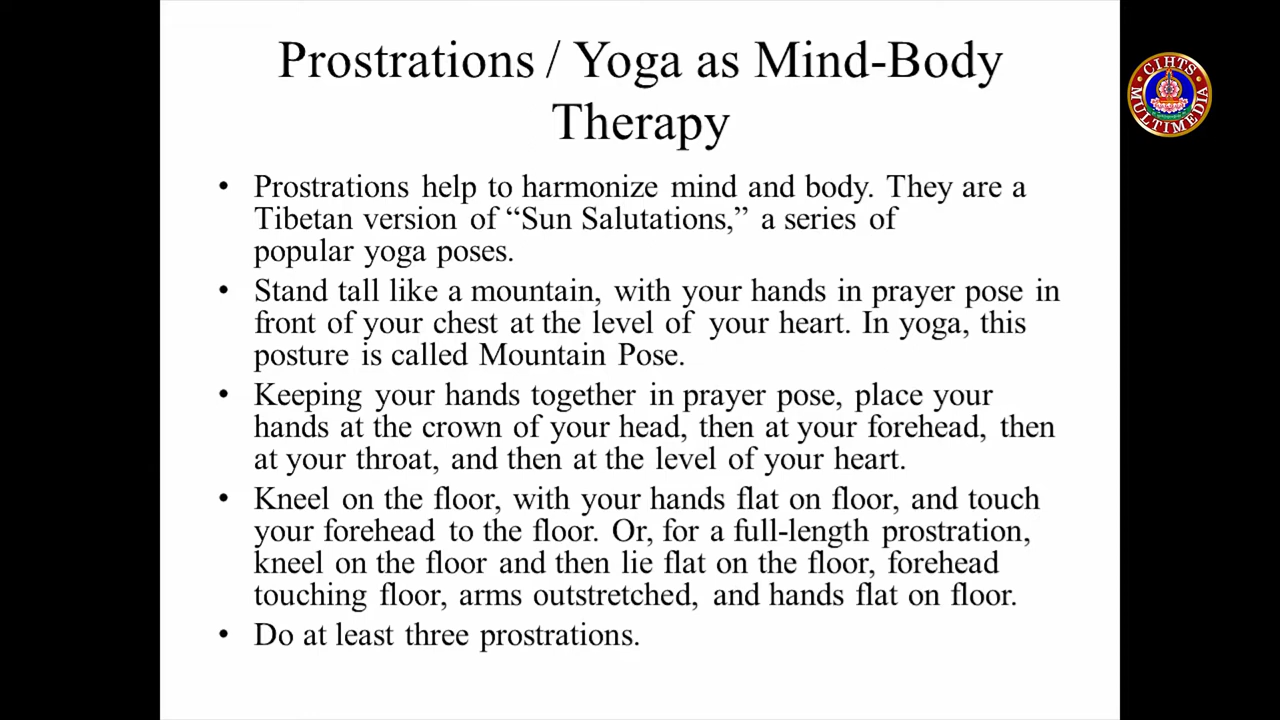 Prostrations / Yoga as Mind-Body
Therapy
• Prostrations help to harmonize mind and body. They are a
Tibetan version of “Sun Salutations,” a series of
popular yoga poses.
• Stand tall like a mountain, with your hands in prayer pose in
front of your chest at the level of your heart. In yoga, this
posture is called Mountain Pose.
• Keeping your hands together in prayer pose, place your
hands at the crown of your head, then at your forehead, then
at your throat, and then at the level of your heart.
• Kneel on the floor, with your hands flat on floor, and touch
your forehead to the floor. Or, for a full-length prostration,
kneel on the floor and then lie flat on the floor, forehead
touching floor, arms outstretched, and hands flat on floor.
• Do at least three prostrations.
CIHTS
MULTIMEDIA